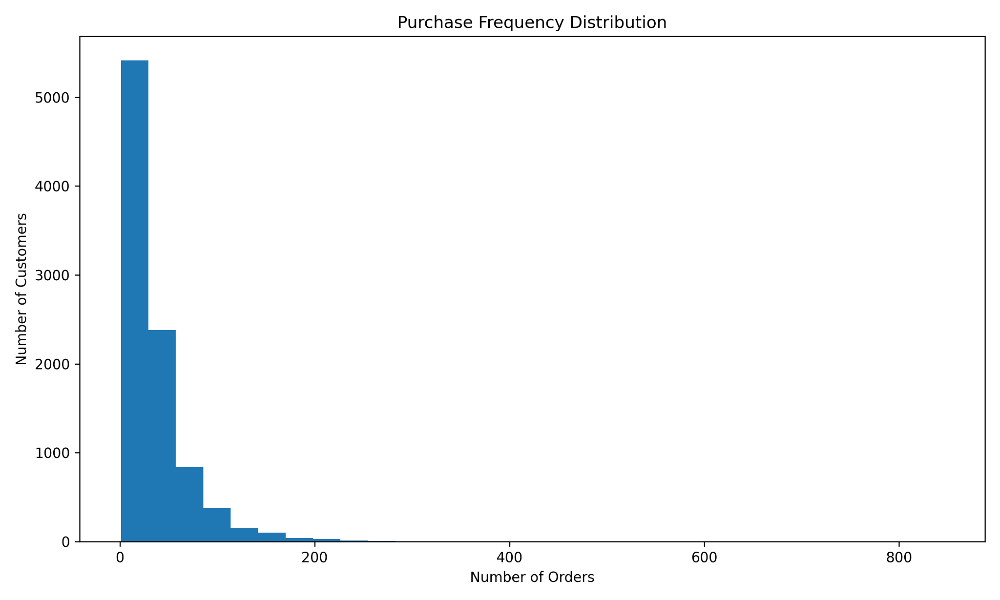 Purchase Frequency Distribution
Number of Customers
5000
4000
3000
2000
1000
0
0 200 400 600 800
Number of Orders